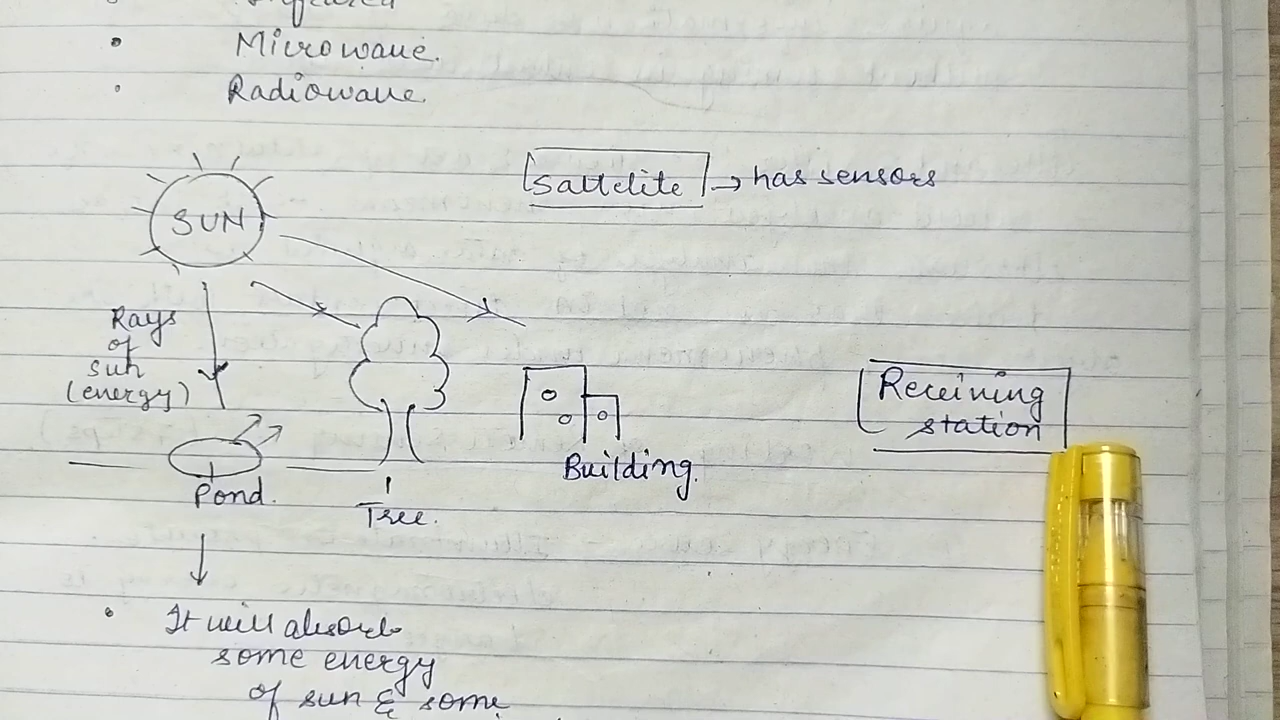 Infrared
• Microwave.
• Radiowave
SUN
Sattelite → has sensors
Rays
of
sun
(energy)
Receiving
station
Building.
Pond.
Tree.
• It will absorb
some energy
of sun & some